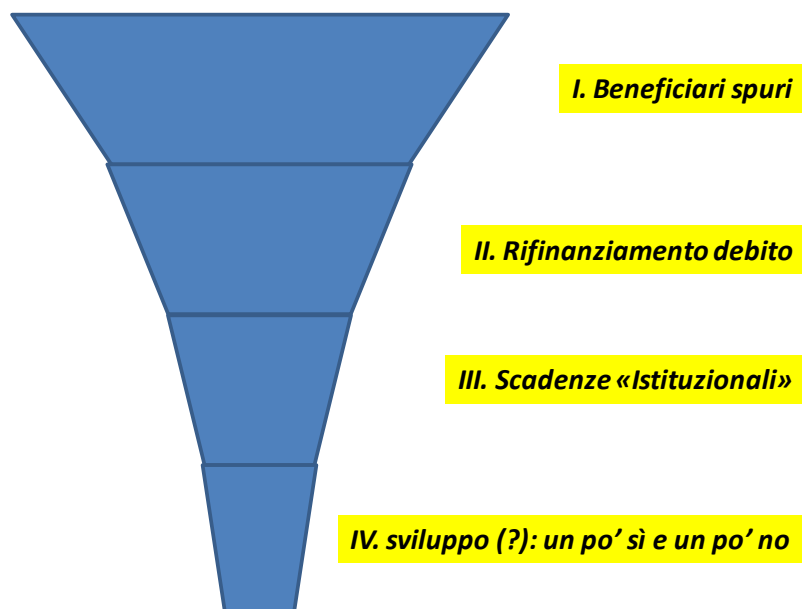 I. Beneficiari spuri
II. Rifinanziamento debito
III. Scadenze «Istituzionali»
IV. sviluppo (?): un po’ sì e un po’ no